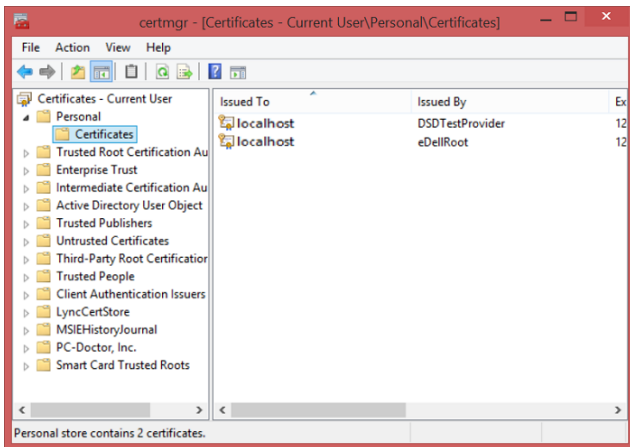 certmgr - [Certificates - Current User\Personal\Certificates]
File Action View Help
Certificates - Current User
Personal
Certificates
Trusted Root Certification Au
Enterprise Trust
Intermediate Certification Au
Active Directory User Object
Trusted Publishers
Untrusted Certificates
Third-Party Root Certification
Trusted People
Client Authentication Issuers
LyncCertStore
MSIEHistoryJournal
PC-Doctor, Inc.
Smart Card Trusted Roots
Issued To Issued By Ex
localhost DSDTestProvider 12
localhost eDellRoot 12
Personal store contains 2 certificates.